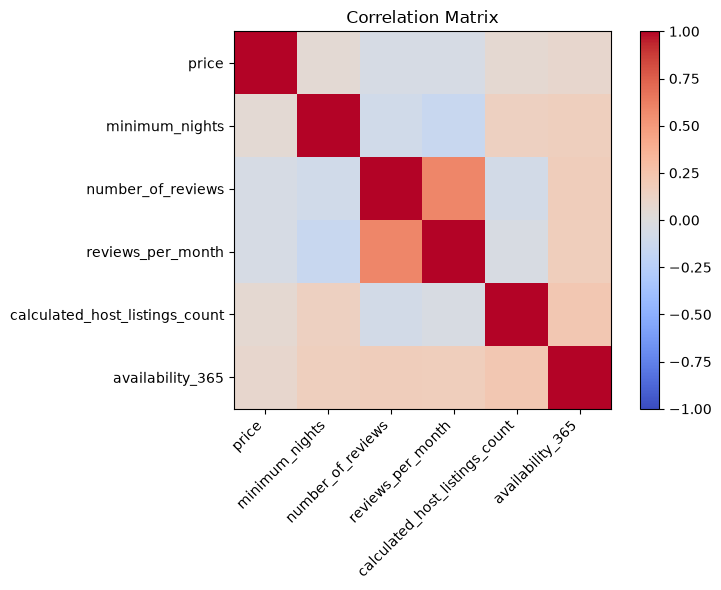 Correlation Matrix
price
minimum_nights
number_of_reviews
reviews_per_month
calculated_host_listings_count
availability_365
price
minimum_nights
number_of_reviews
reviews_per_month
calculated_host_listings_count
availability_365
1.00
0.75
0.50
0.25
0.00
−0.25
−0.50
−0.75
−1.00